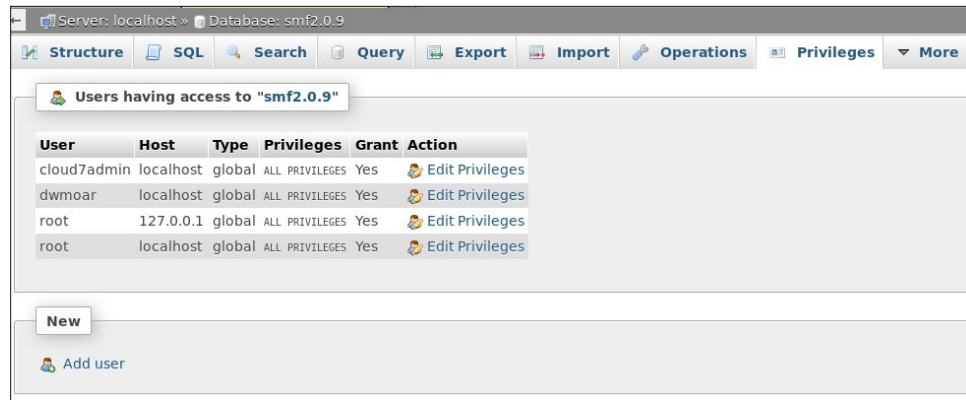 ← Server: localhost » Database: smf2.0.9
Structure SQL Search Query Export Import Operations Privileges ▼ More
Users having access to "smf2.0.9"
User Host Type Privileges Grant Action
cloud7admin localhost global ALL PRIVILEGES Yes Edit Privileges
dwmoar localhost global ALL PRIVILEGES Yes Edit Privileges
root 127.0.0.1 global ALL PRIVILEGES Yes Edit Privileges
root localhost global ALL PRIVILEGES Yes Edit Privileges
New
Add user